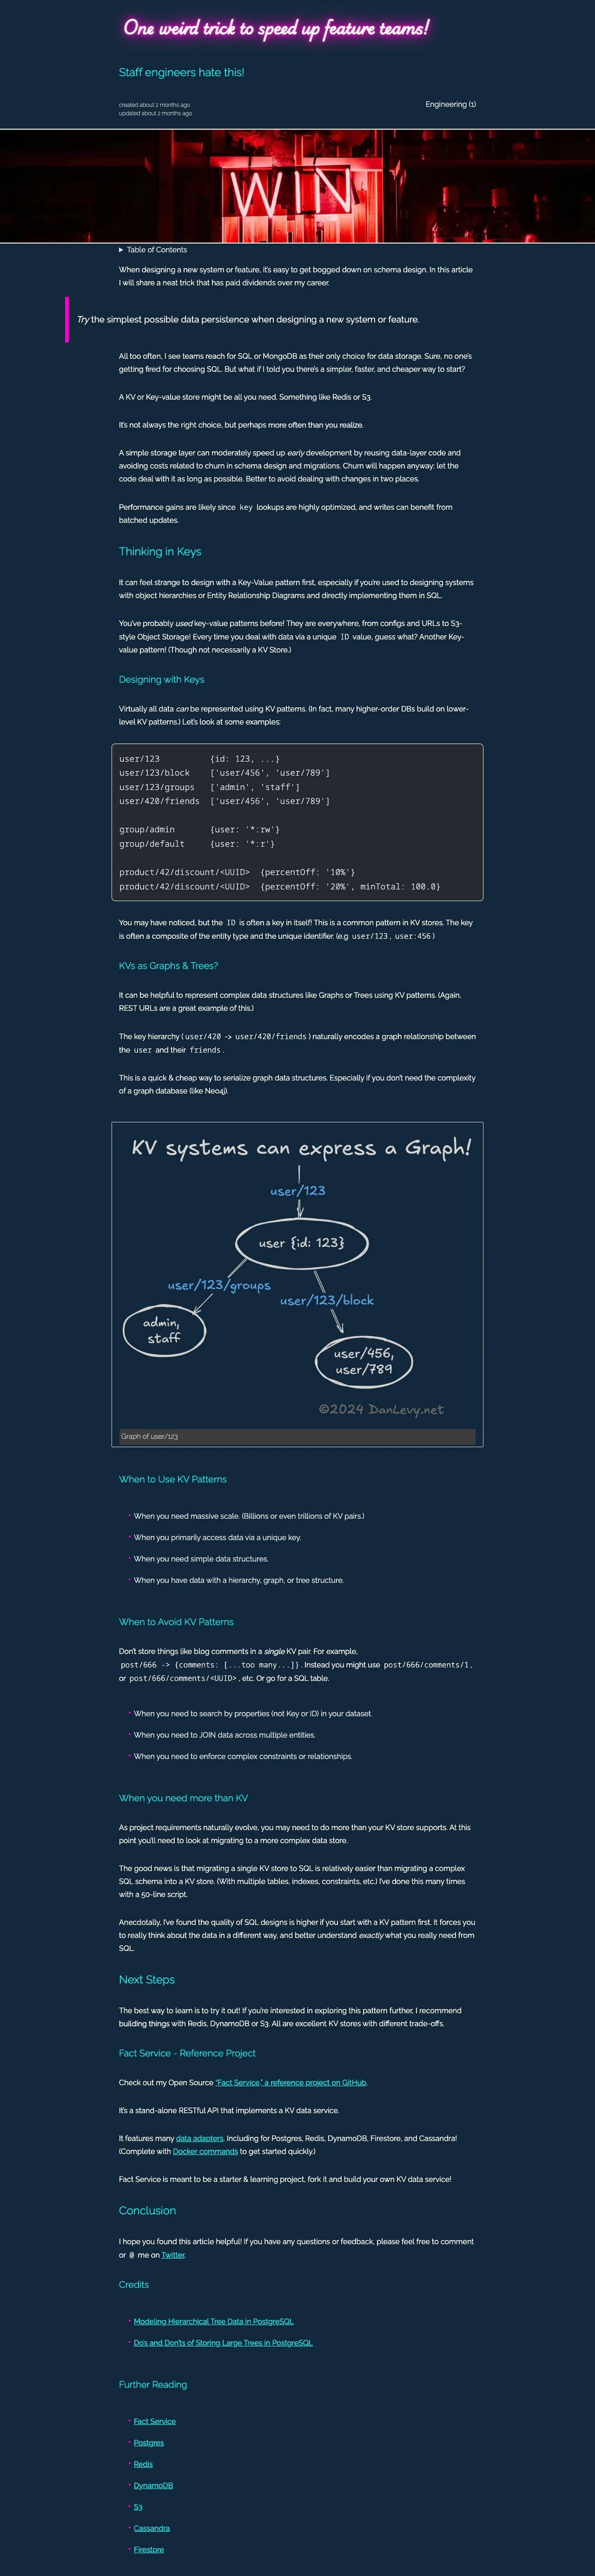 One weird trick to speed up feature teams!
Staff engineers hate this!
created about 2 months ago
updated about 2 months ago
Engineering (1)
WIN
▶ Table of Contents
When designing a new system or feature, it's easy to get bogged down on schema design. In this article
I will share a neat trick that has paid dividends over my career.
Try the simplest possible data persistence when designing a new system or feature.
All too often, I see teams reach for SQL or MongoDB as their only choice for data storage. Sure, no one's
getting fired for choosing SQL. But what if I told you there's a simpler, faster, and cheaper way to start?
A KV or Key-value store might be all you need. Something like Redis or S3.
It's not always the right choice, but perhaps more often than you realize.
A simple storage layer can moderately speed up early development by reusing data-layer code and
avoiding costs related to churn in schema design and migrations. Churn will happen anyway; let the
code deal with it as long as possible. Better to avoid dealing with changes in two places.
Performance gains are likely since key lookups are highly optimized, and writes can benefit from
batched updates.
Thinking in Keys
It can feel strange to design with a Key-Value pattern first, especially if you're used to designing systems
with object hierarchies or Entity Relationship Diagrams and directly implementing them in SQL.
You've probably used key-value patterns before! They are everywhere, from configs and URLs to S3-
style Object Storage! Every time you deal with data via a unique ID value, guess what? Another Key-
value pattern! (Though not necessarily a KV Store.)
Designing with Keys
Virtually all data can be represented using KV patterns. (In fact, many higher-order DBs build on lower-
level KV patterns.) Let's look at some examples:
user/123 {id: 123, ...}
user/123/block ['user/456', 'user/789']
user/123/groups ['admin', 'staff']
user/420/friends ['user/456', 'user/789']
group/admin {user: '*:rw'}
group/default {user: '*:r'}
product/42/discount/<UUID> {percentOff: '10%'}
product/42/discount/<UUID> {percentOff: '20%', minTotal: 100.0}
You may have noticed, but the ID is often a key in itself! This is a common pattern in KV stores. The key
is often a composite of the entity type and the unique identifier. (e.g user/123, user:456)
KVs as Graphs & Trees?
It can be helpful to represent complex data structures like Graphs or Trees using KV patterns. (Again,
REST URLs are a great example of this.)
The key hierarchy (user/420 -> user/420/friends) naturally encodes a graph relationship between
the user and their friends.
This is a quick & cheap way to serialize graph data structures. Especially if you don't need the complexity
of a graph database (like Neo4j).
KV systems can express a Graph!
user/123
user {id: 123}
user/123/groups
user/123/block
admin,
staff
user/456,
user/789
©2024 DanLevy.net
Graph of user/123
When to Use KV Patterns
* When you need massive scale. (Billions or even trillions of KV pairs.)
* When you primarily access data via a unique key.
* When you need simple data structures.
* When you have data with a hierarchy, graph, or tree structure.
When to Avoid KV Patterns
Don't store things like blog comments in a single KV pair. For example,
post/666 -> {comments: [...too many...]}. Instead you might use post/666/comments/1,
or post/666/comments/<UUID>, etc. Or go for a SQL table.
* When you need to search by properties (not Key or ID) in your dataset.
* When you need to JOIN data across multiple entities.
* When you need to enforce complex constraints or relationships.
When you need more than KV
As project requirements naturally evolve, you may need to do more than your KV store supports. At this
point you'll need to look at migrating to a more complex data store.
The good news is that migrating a single KV store to SQL is relatively easier than migrating a complex
SQL schema into a KV store. (With multiple tables, indexes, constraints, etc.) I've done this many times
with a 50-line script.
Anecdotally, I've found the quality of SQL designs is higher if you start with a KV pattern first. It forces you
to really think about the data in a different way, and better understand exactly what you really need from
SQL.
Next Steps
The best way to learn is to try it out! If you're interested in exploring this pattern further, I recommend
building things with Redis, DynamoDB or S3. All are excellent KV stores with different trade-offs.
Fact Service - Reference Project
Check out my Open Source "Fact Service," a reference project on GitHub.
It's a stand-alone RESTful API that implements a KV data service.
It features many data adapters. Including for Postgres, Redis, DynamoDB, Firestore, and Cassandra!
(Complete with Docker commands to get started quickly.)
Fact Service is meant to be a starter & learning project, fork it and build your own KV data service!
Conclusion
I hope you found this article helpful! If you have any questions or feedback, please feel free to comment
or @ me on Twitter.
Credits
* Modeling Hierarchical Tree Data in PostgreSQL
* Do's and Don'ts of Storing Large Trees in PostgreSQL
Further Reading
* Fact Service
* Postgres
* Redis
* DynamoDB
* S3
* Cassandra
* Firestore